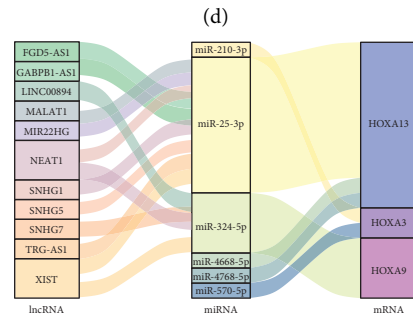 (d)
FGD5-AS1
GABPB1-AS1
LINC00894
MALAT1
MIR22HG
NEAT1
SNHG1
SNHG5
SNHG7
TRG-AS1
XIST
lncRNA
miR-210-3p
miR-25-3p
miR-324-5p
miR-4668-5p
miR-4768-5p
miR-570-5p
miRNA
HOXA13
HOXA3
HOXA9
mRNA